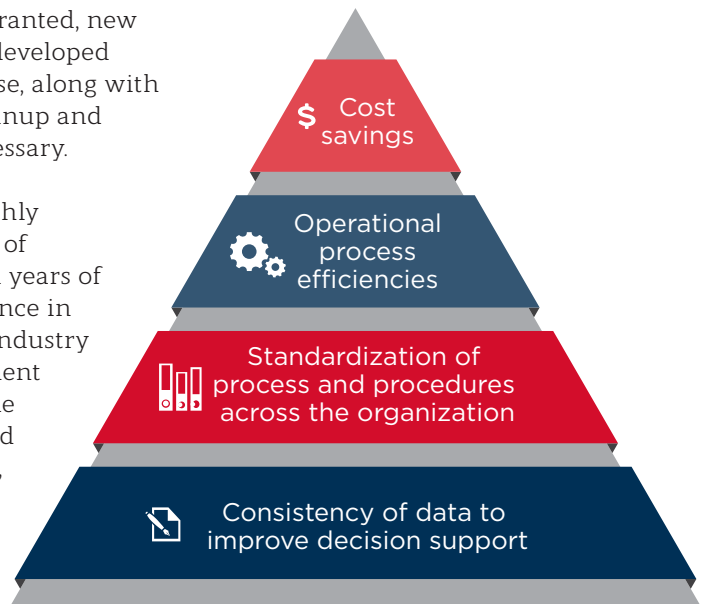 ranted, new
developed
se, along with
nup and
essary.
hly
of
years of
nce in
ndustry
ent
e
d
,
$ Cost
savings
Operational
process
efficiencies
Standardization of
process and procedures
across the organization
Consistency of data to
improve decision support